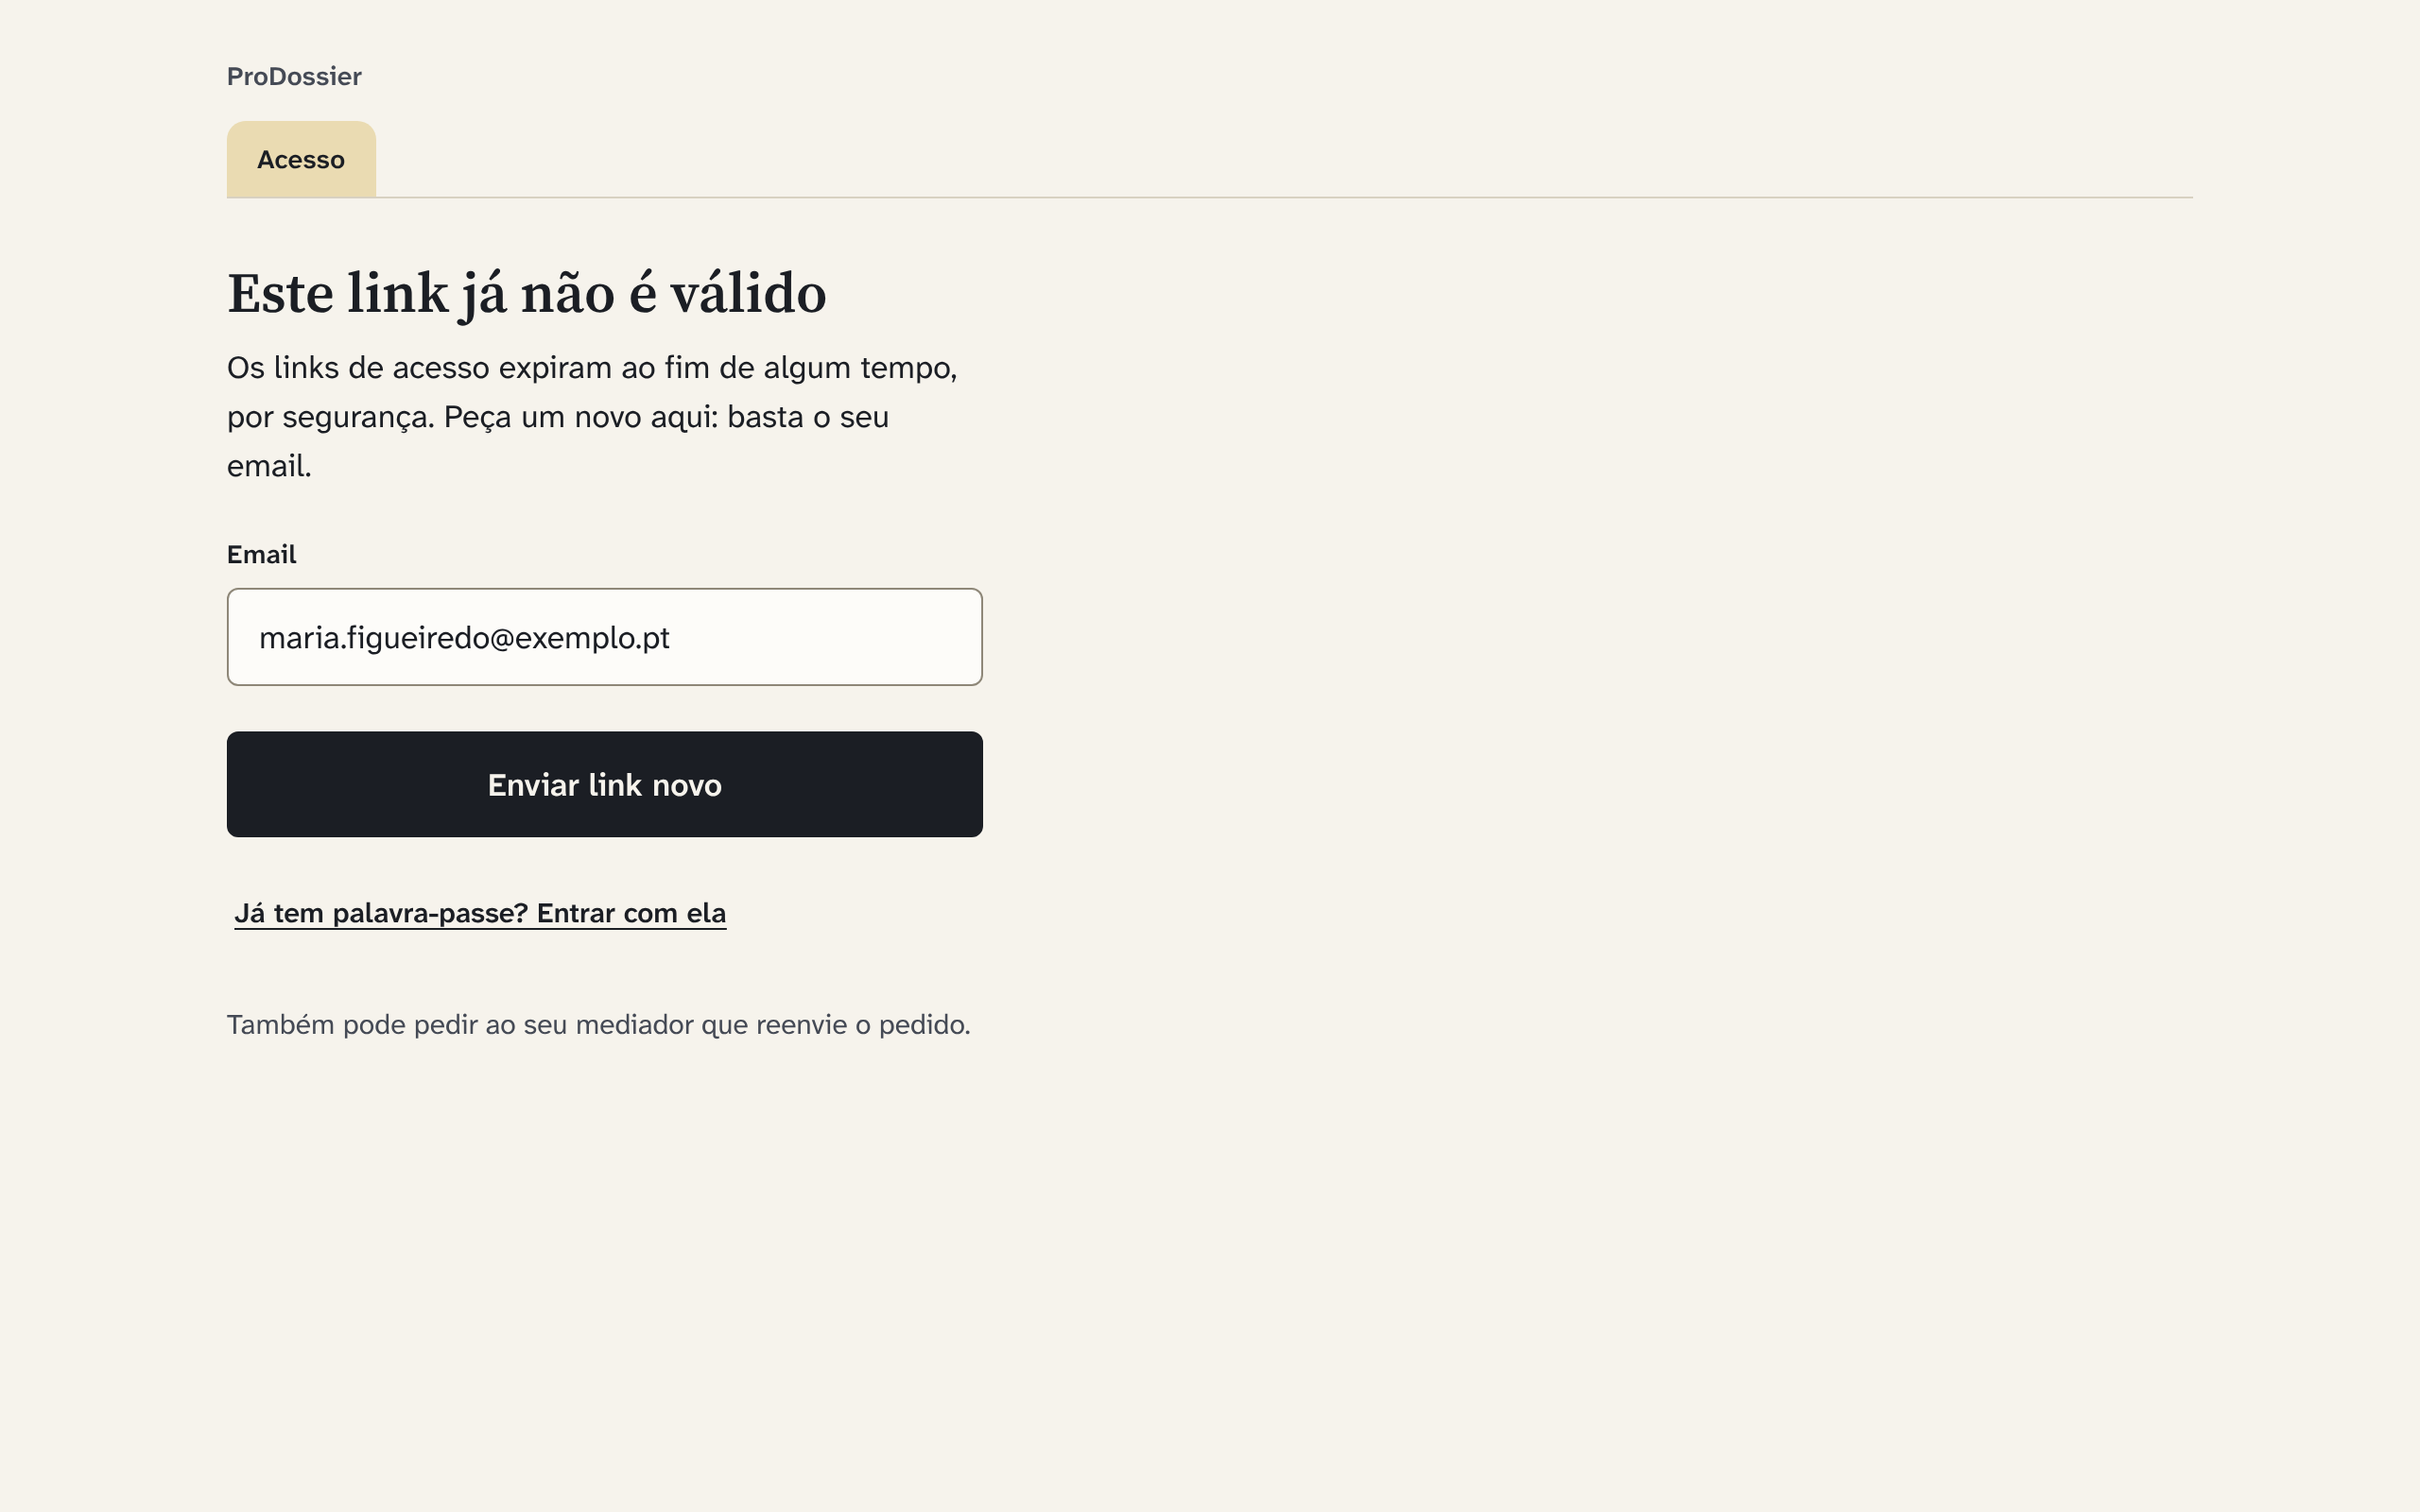 ProDossier
Acesso
Este link já não é válido
Os links de acesso expiram ao fim de algum tempo,
por segurança. Peça um novo aqui: basta o seu
email.
Email
maria.figueiredo@exemplo.pt
Enviar link novo
Já tem palavra-passe? Entrar com ela
Também pode pedir ao seu mediador que reenvie o pedido.